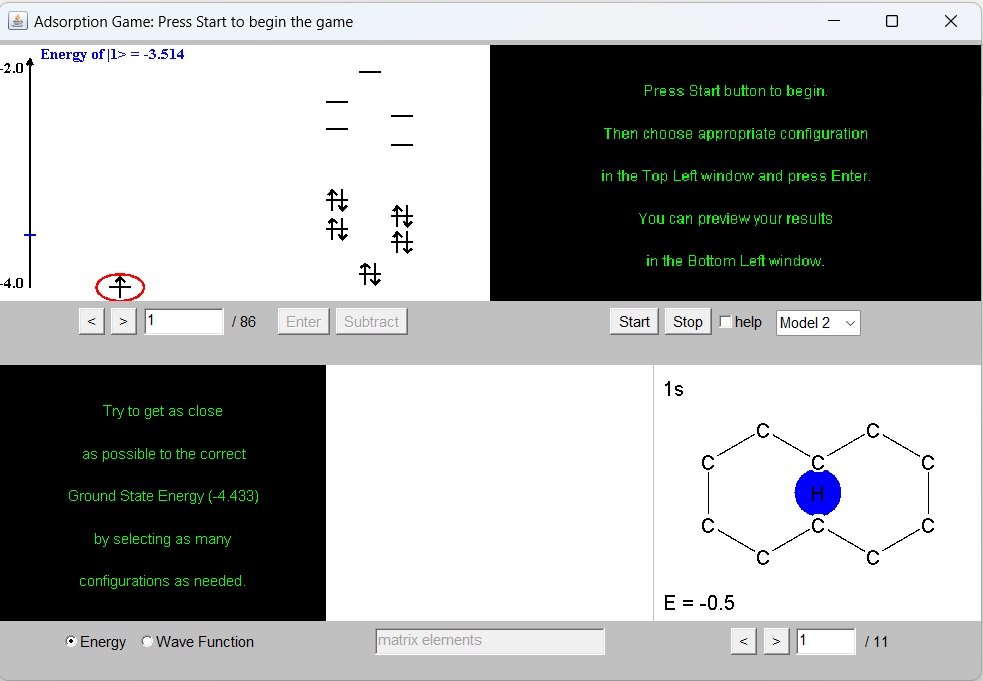 Adsorption Game: Press Start to begin the game
Energy of |1> = -3.514
-2.0
-4.0
Press Start button to begin.
Then choose appropriate configuration
in the Top Left window and press Enter.
You can preview your results
in the Bottom Left window.
< > 1 / 86 Enter Subtract
Start Stop help Model 2
Try to get as close
as possible to the correct
Ground State Energy (-4.433)
by selecting as many
configurations as needed.
1s
C C
C C C
H
C C C
C C
E = -0.5
Energy Wave Function
matrix elements
< > 1 / 11